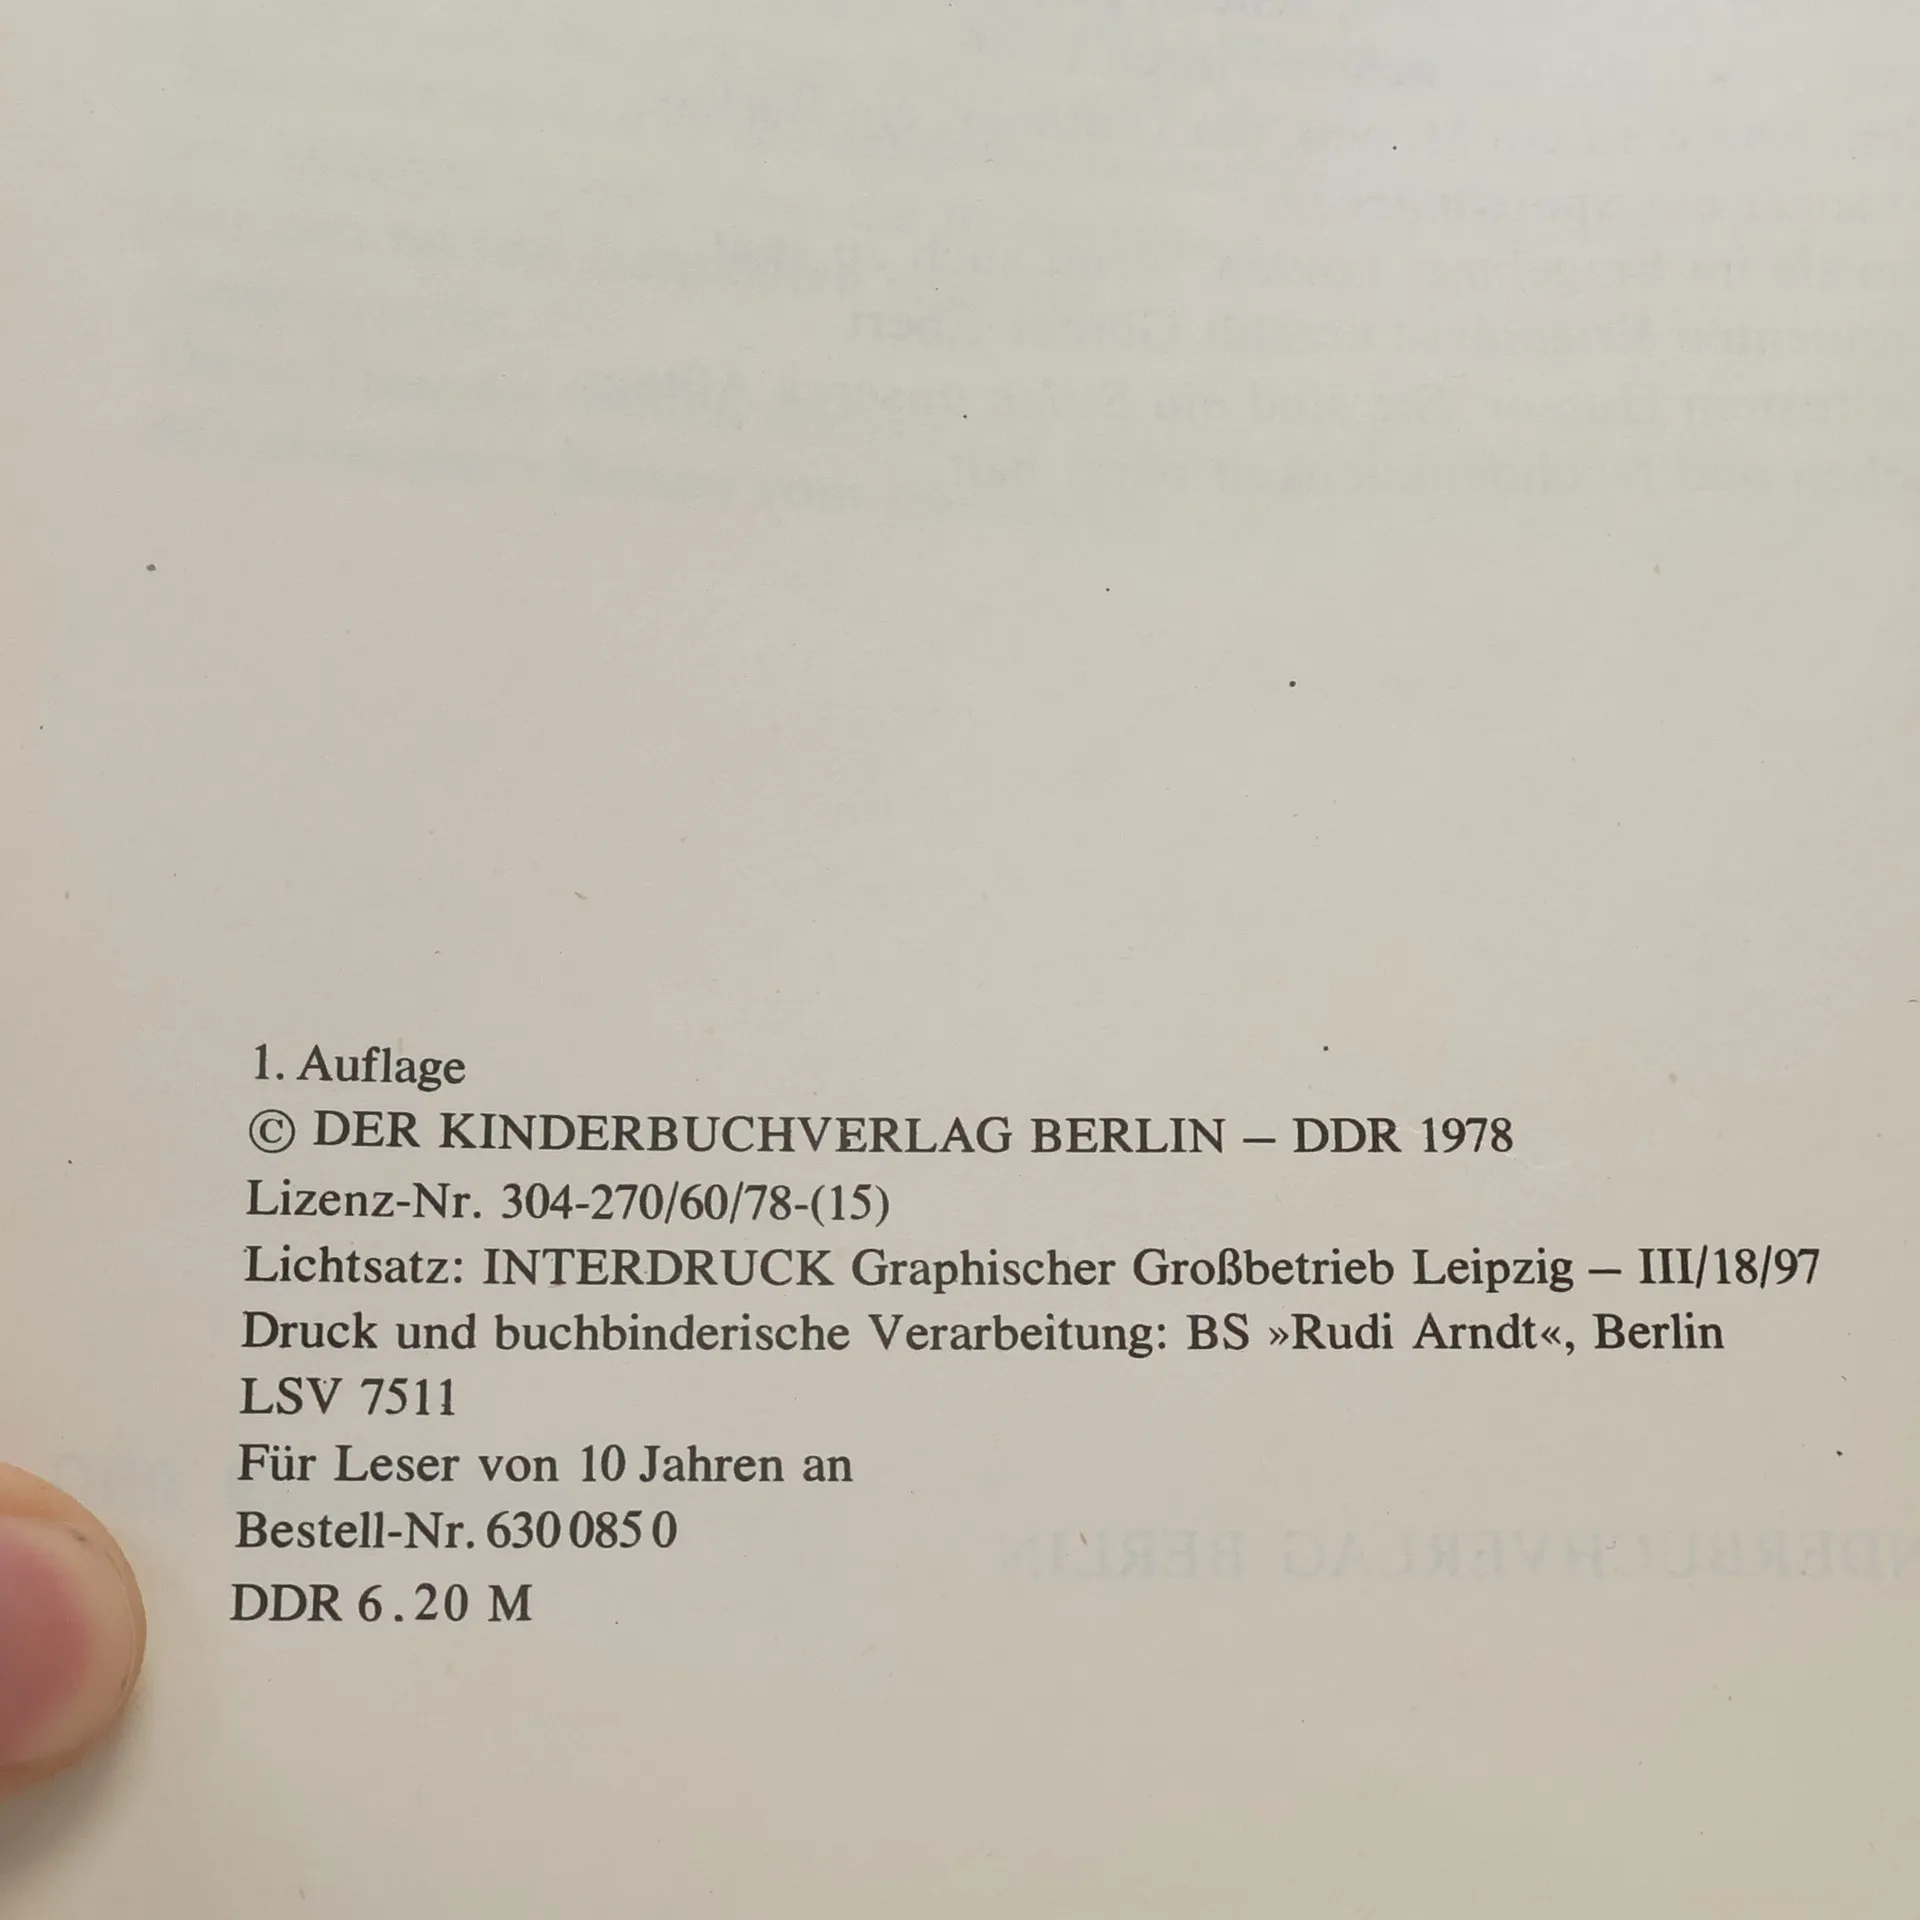 1. Auflage
© DER KINDERBUCHVERLAG BERLIN – DDR 1978
Lizenz-Nr. 304-270/60/78-(15)
Lichtsatz: INTERDRUCK Graphischer Großbetrieb Leipzig – III/18/97
Druck und buchbinderische Verarbeitung: BS »Rudi Arndt«, Berlin
LSV 7511
Für Leser von 10 Jahren an
Bestell-Nr. 630 085 0
DDR 6.20 M